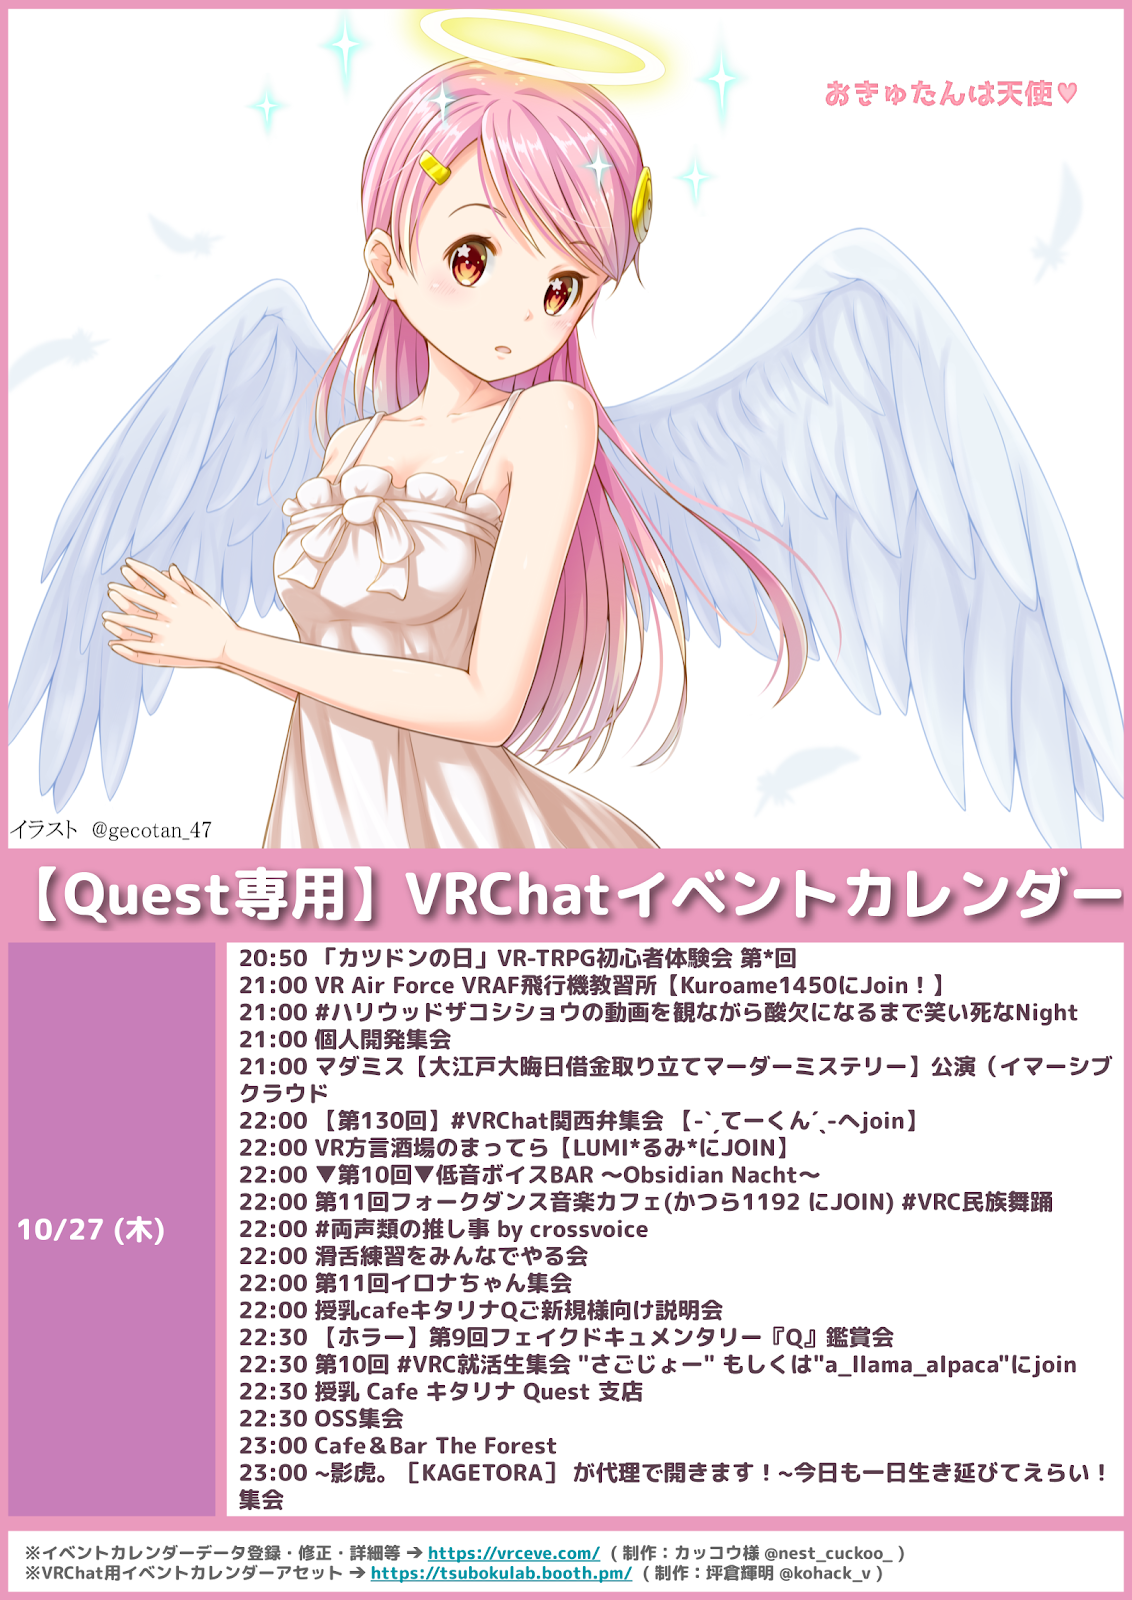 おきゅたんは天使♥
イラスト @gecotan_47
【Quest専用】VRChatイベントカレンダー
10/27 (木)
20:50 「カツドンの日」VR-TRPG初心者体験会 第*回
21:00 VR Air Force VRAF飛行機教習所【Kuroame1450にJoin！】
21:00 #ハリウッドザコシショウの動画を観ながら酸欠になるまで笑い死なNight
21:00 個人開発集会
21:00 マダミス【大江戸大晦日借金取り立てマーダーミステリー】公演（イマーシブ
クラウド
22:00 【第130回】#VRChat関西弁集会 【-`ˏてーくんˊˎ-へjoin】
22:00 VR方言酒場のまってら【LUMI*るみ*にJOIN】
22:00 ▼第10回▼低音ボイスBAR ～Obsidian Nacht～
22:00 第11回フォークダンス音楽カフェ(かつら1192 にJOIN) #VRC民族舞踊
22:00 #両声類の推し事 by crossvoice
22:00 滑舌練習をみんなでやる会
22:00 第11回イロナちゃん集会
22:00 授乳cafeキタリナQご新規様向け説明会
22:30 【ホラー】第9回フェイクドキュメンタリー『Q』鑑賞会
22:30 第10回 #VRC就活生集会 "さごじょー" もしくは"a_llama_alpaca"にjoin
22:30 授乳 Cafe キタリナ Quest 支店
22:30 OSS集会
23:00 Cafe＆Bar The Forest
23:00 ~影虎。［KAGETORA］ が代理で開きます！~今日も一日生き延びてえらい！
集会
※イベントカレンダーデータ登録・修正・詳細等 ➔ https://vrceve.com/ ( 制作：カッコウ様 @nest_cuckoo_ )
※VRChat用イベントカレンダーアセット ➔ https://tsubokulab.booth.pm/ ( 制作：坪倉輝明 @kohack_v )